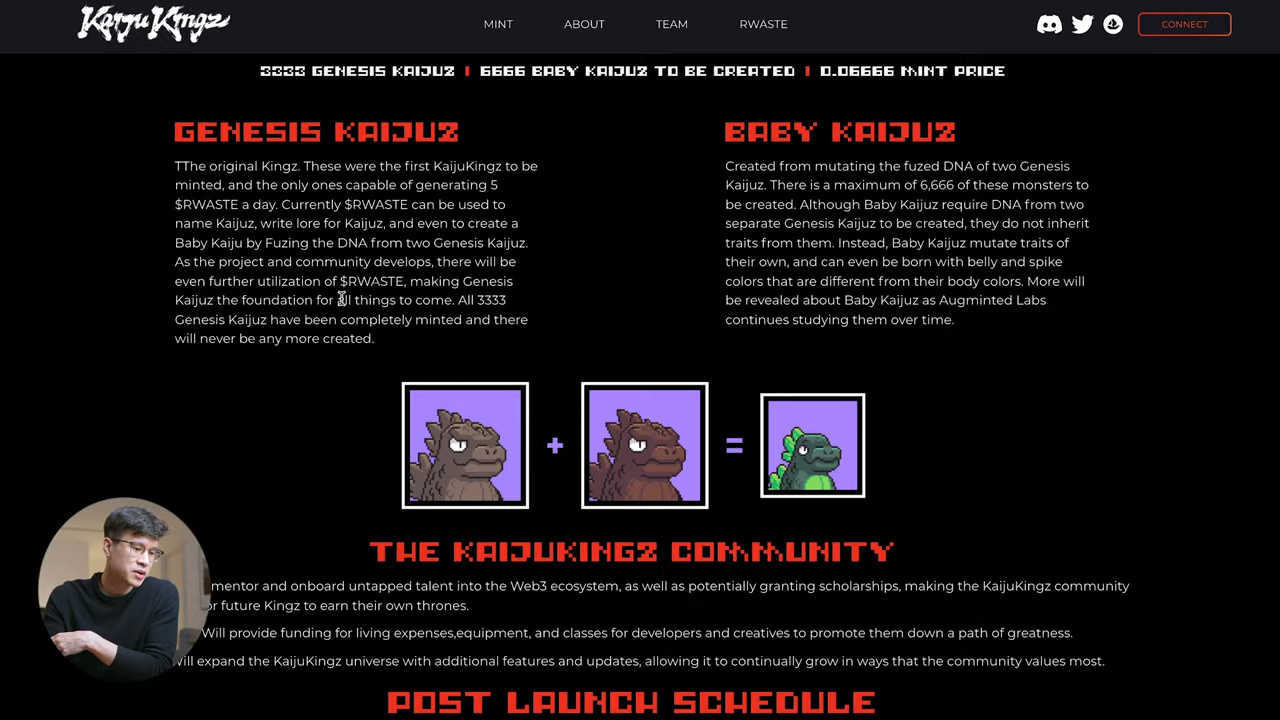 Kaiju Kingz
MINT
ABOUT
TEAM
RWASTE
CONNECT
3333 GENESIS KAIJUZ | 6666 BABY KAIJUZ TO BE CREATED | 0.06666 MINT PRICE
GENESIS KAIJUZ
TThe original Kingz. These were the first KaijuKingz to be
minted, and the only ones capable of generating 5
$RWASTE a day. Currently $RWASTE can be used to
name Kaijuz, write lore for Kaijuz, and even to create a
Baby Kaiju by Fuzing the DNA from two Genesis Kaijuz.
As the project and community develops, there will be
even further utilization of $RWASTE, making Genesis
Kaijuz the foundation for all things to come. All 3333
Genesis Kaijuz have been completely minted and there
will never be any more created.
BABY KAIJUZ
Created from mutating the fuzed DNA of two Genesis
Kaijuz. There is a maximum of 6,666 of these monsters to
be created. Although Baby Kaijuz require DNA from two
separate Genesis Kaijuz to be created, they do not inherit
traits from them. Instead, Baby Kaijuz mutate traits of
their own, and can even be born with belly and spike
colors that are different from their body colors. More will
be revealed about Baby Kaijuz as Augminted Labs
continues studying them over time.
+ =
THE KAIJUKINGZ COMMUNITY
mentor and onboard untapped talent into the Web3 ecosystem, as well as potentially granting scholarships, making the KaijuKingz community
for future Kingz to earn their own thrones.
Will provide funding for living expenses,equipment, and classes for developers and creatives to promote them down a path of greatness.
Will expand the KaijuKingz universe with additional features and updates, allowing it to continually grow in ways that the community values most.
POST LAUNCH SCHEDULE